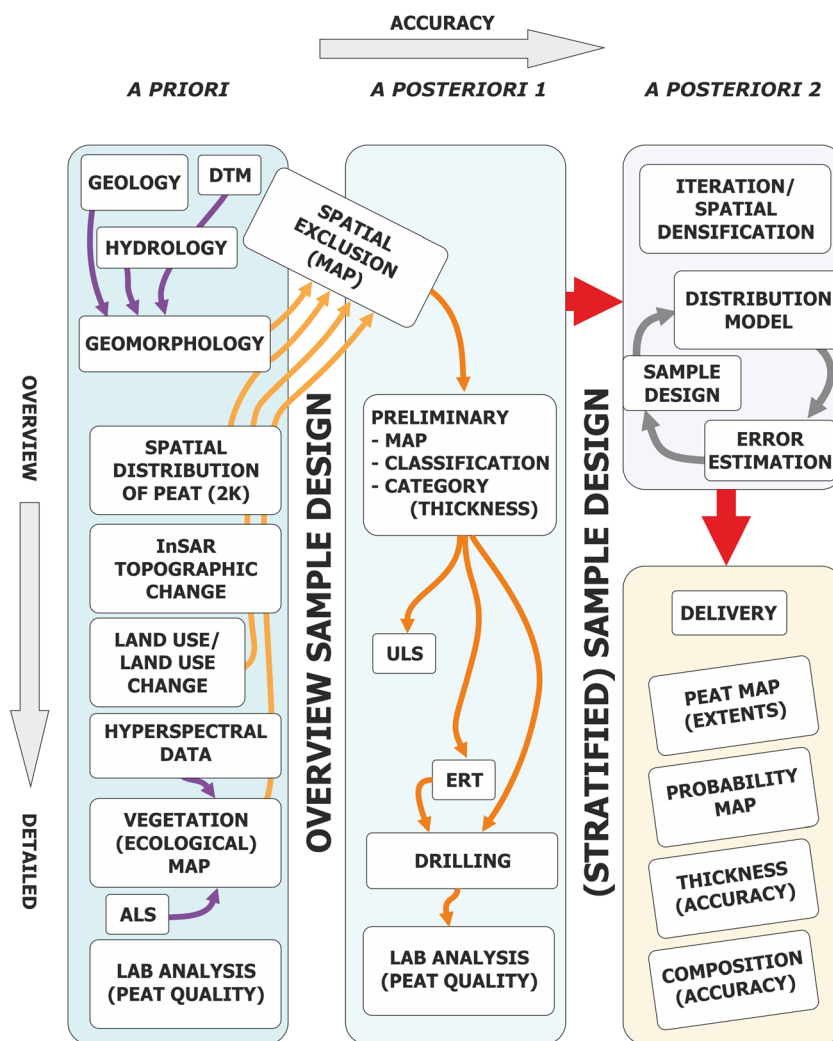 ACCURACY
A PRIORI
A POSTERIORI 1
A POSTERIORI 2
OVERVIEW
DETAILED
GEOLOGY
DTM
HYDROLOGY
GEOMORPHOLOGY
SPATIAL
DISTRIBUTION
OF PEAT (2K)
InSAR
TOPOGRAPHIC
CHANGE
LAND USE/
LAND USE
CHANGE
HYPERSPECTRAL
DATA
VEGETATION
(ECOLOGICAL)
MAP
ALS
LAB ANALYSIS
(PEAT QUALITY)
SPATIAL
EXCLUSION
(MAP)
OVERVIEW SAMPLE DESIGN
PRELIMINARY
- MAP
- CLASSIFICATION
- CATEGORY
(THICKNESS)
ULS
ERT
DRILLING
LAB ANALYSIS
(PEAT QUALITY)
(STRATIFIED) SAMPLE DESIGN
ITERATION/
SPATIAL
DENSIFICATION
DISTRIBUTION
MODEL
SAMPLE
DESIGN
ERROR
ESTIMATION
DELIVERY
PEAT MAP
(EXTENTS)
PROBABILITY
MAP
THICKNESS
(ACCURACY)
COMPOSITION
(ACCURACY)